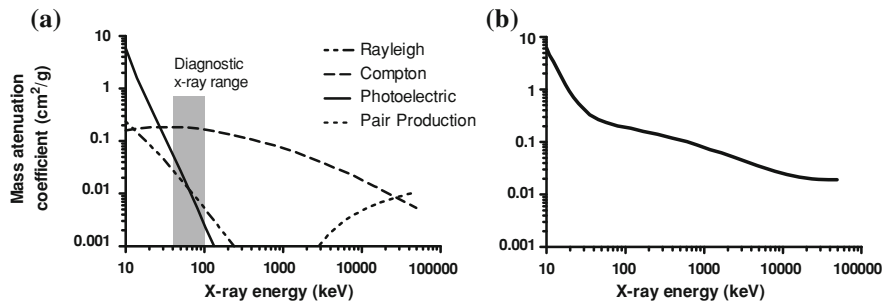 (a)
Mass atenuation
coefficient (cm²/g)
10
1
0.1
0.01
0.001
Diagnostic
x-ray range
Rayleigh
Compton
Photoelectric
Pair Production
10
100
1000
10000
100000
X-ray energy (keV)
(b)
10
1
0.1
0.01
0.001
10
100
1000
10000
100000
X-ray energy (keV)